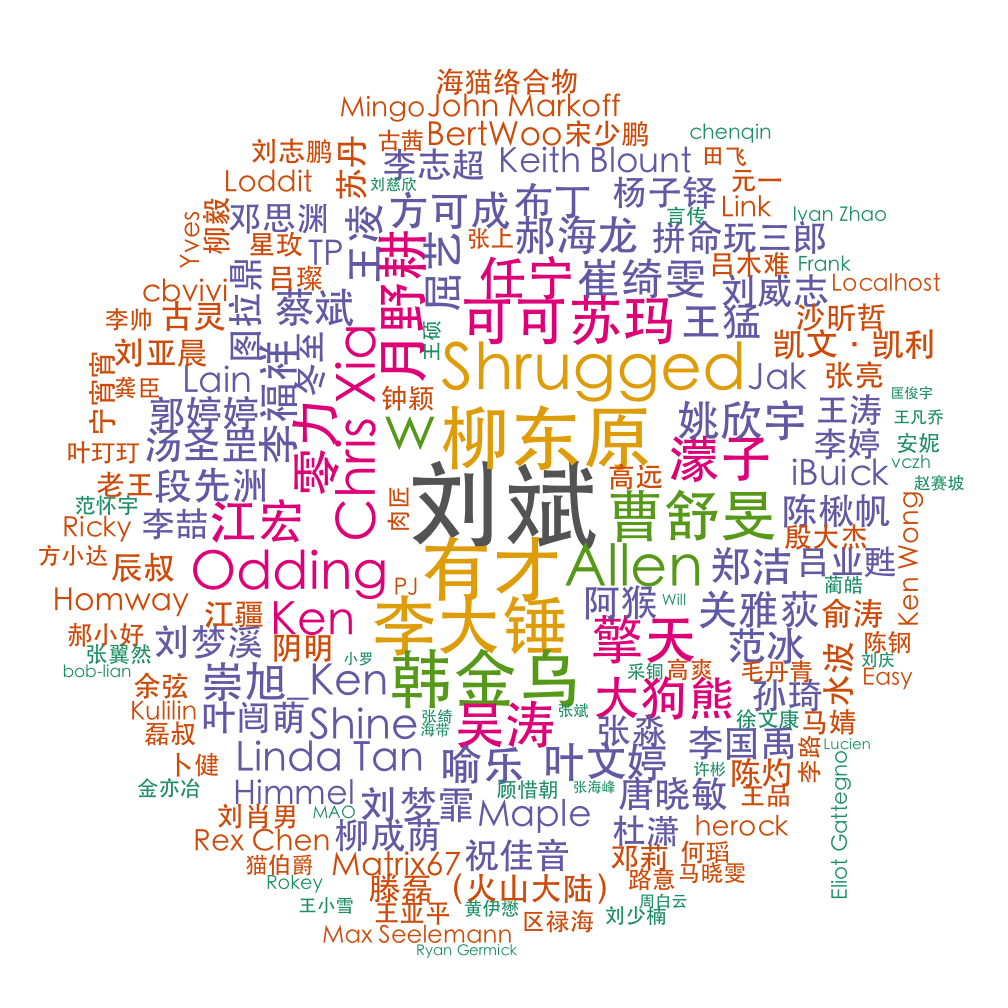 海猫络合物
Mingo
John Markoff
BertWoo
宋少鹏
chenqin
古茜
刘志鹏
苏丹
李志超
Keith Blount
田飞
Loddit
刘慈欣
杨子铎
元一
柳毅
邓思渊
凌
王
方可成
布丁
言传
Link
Iyan Zhao
Yves
星玫
TP
月野耕
屈艺
张上
郝海龙
拼命玩三郎
吕璨
任宁
崔绮雯
吕木难
Frank
cbvivi
图拉鼎
蔡斌
刘威志
Localhost
李帅
古灵
王硕
可可苏玛
王猛
沙昕哲
刘亚晨
凯文·凯利
宁宵宵
龚臣
Lain
李福祥
Chris Xia
钟颖
Shrugged
Jak
张亮
匡俊宇
郭婷婷
零力
W
柳东原
姚欣宇
王涛
王凡乔
叶玎玎
汤圣罡
濛子
李婷
安妮
老王
段先洲
刘斌
高远
iBuick
vczh
赵赛坡
范怀宇
肉匠
曹舒旻
陈楸帆
Ricky
李喆
江宏
殷大杰
Ken Wong
方小达
辰叔
Odding
有才
Allen
郑洁
吕业甦
PJ
蔺皓
Homway
江疆
Ken
李大锤
阿猴
Will
关雅荻
俞涛
郝小好
刘梦溪
阴明
擎天
范冰
陈钢
张翼然
小罗
水波
刘庆
bob-lian
崇旭_Ken
韩金乌
采铜
高爽
毛丹青
Easy
余弦
大狗熊
孙琦
Kulilin
叶闿萌
Shine
张绮
海带
吴涛
张斌
张淼
徐文康
马婧
磊叔
李国禹
李路
Lucien
卜健
Linda Tan
喻乐
叶文婷
许彬
陈灼
金亦冶
Himmel
顾惜朝
张海峰
唐晓敏
王品
Eliot Gattegno
刘肖男
MAO
刘梦霏
Maple
杜潇
herock
Rex Chen
柳成荫
祝佳音
邓莉
何瑫
猫伯爵
Matrix67
马晓雯
Rokey
滕磊（火山大陆）
路意
王小雪
王亚平
黄伊懋
区禄海
刘少楠
周白云
Max Seelemann
Ryan Germick